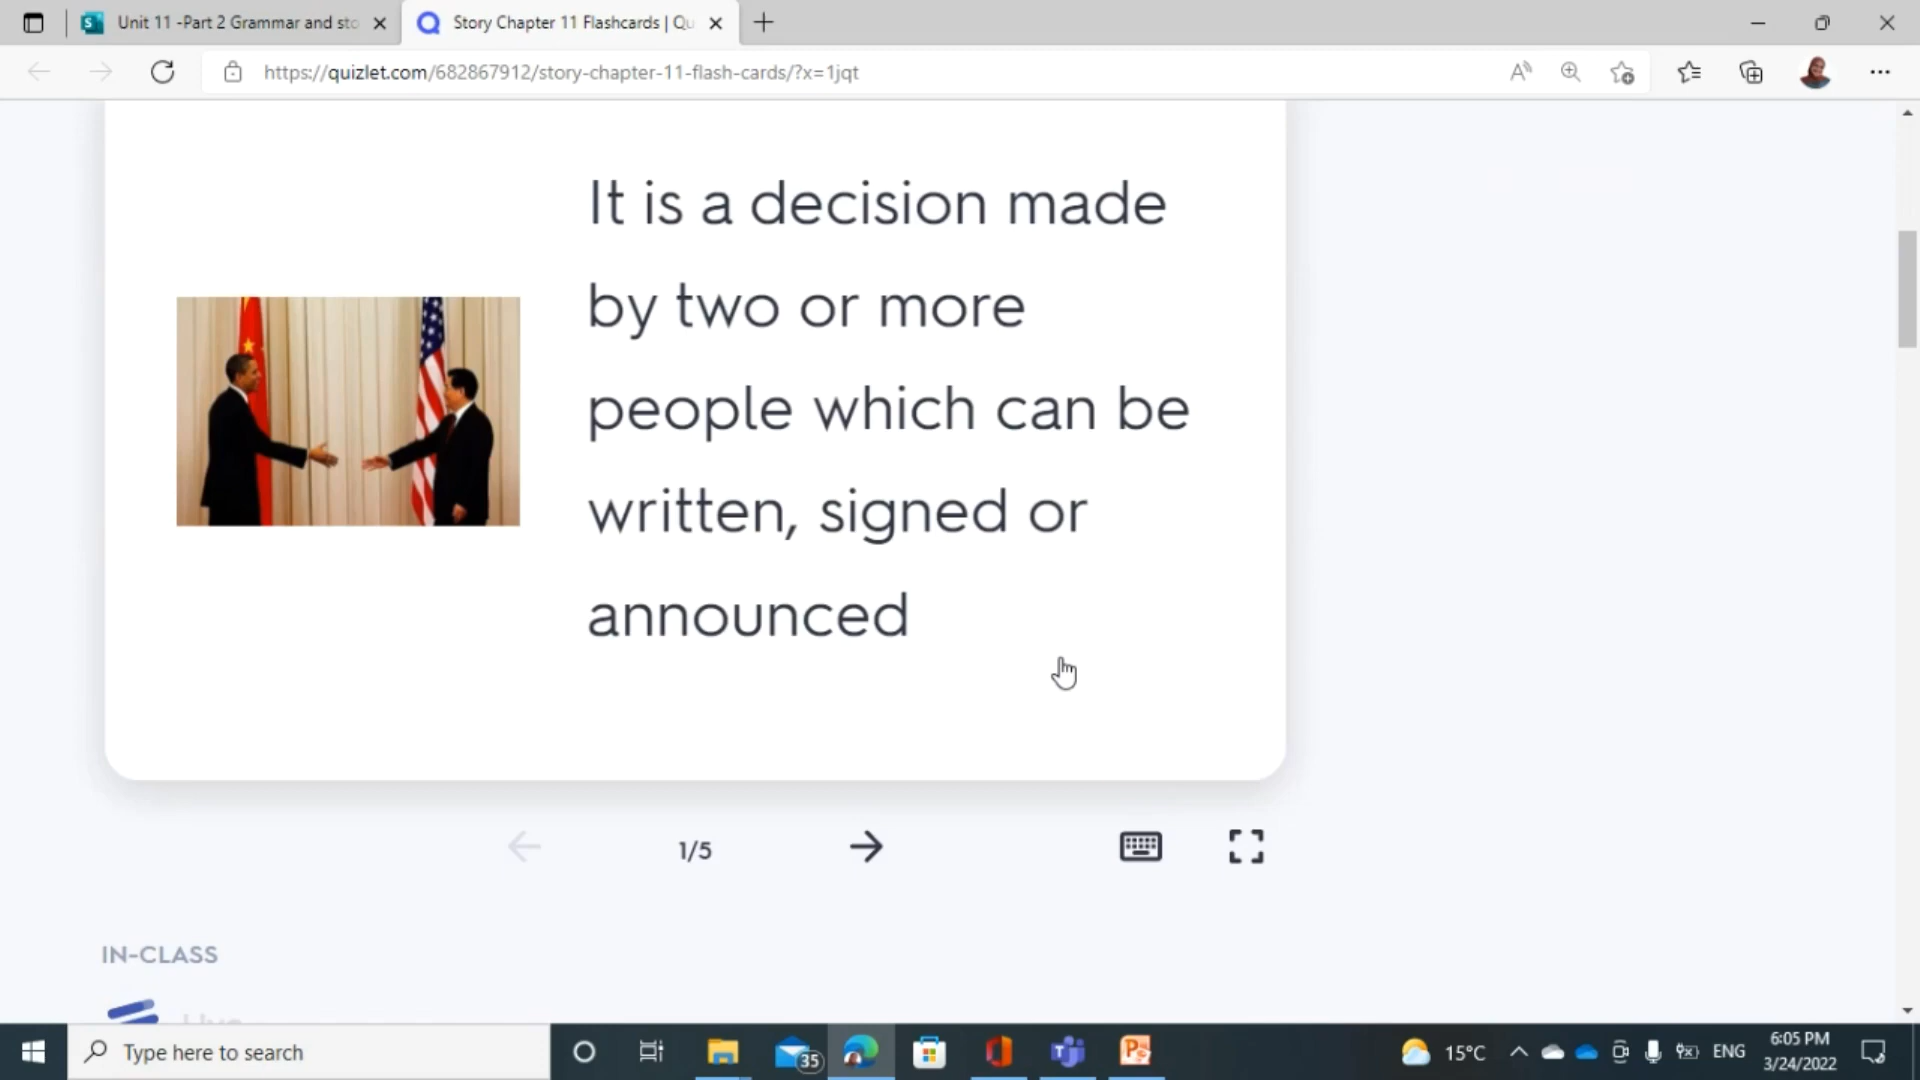 Unit 11 -Part 2 Grammar and sto
Story Chapter 11 Flashcards | Qu
https://quizlet.com/682867912/story-chapter-11-flash-cards/?x=1jqt
It is a decision made
by two or more
people which can be
written, signed or
announced
1/5
IN-CLASS
Type here to search
35
15°C
ENG
6:05 PM
3/24/2022